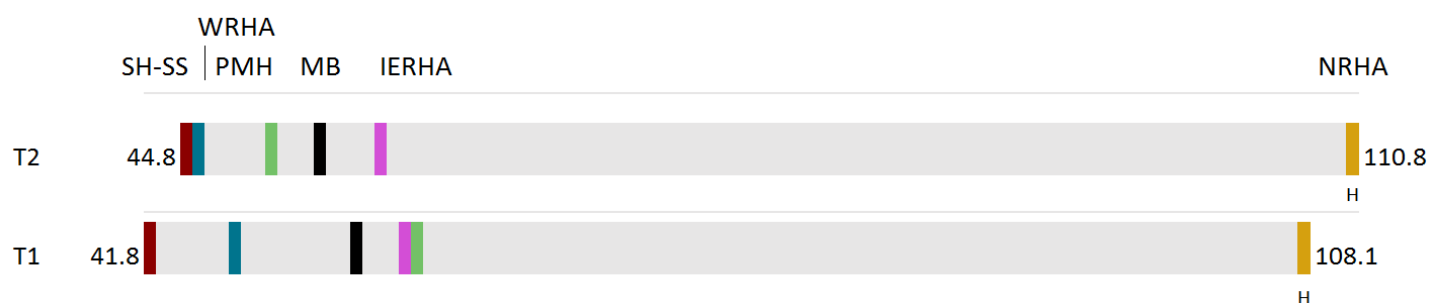 WRHA
SH-SS PMH MB IERHA NRHA
T2 44.8 110.8
H
T1 41.8 108.1
H